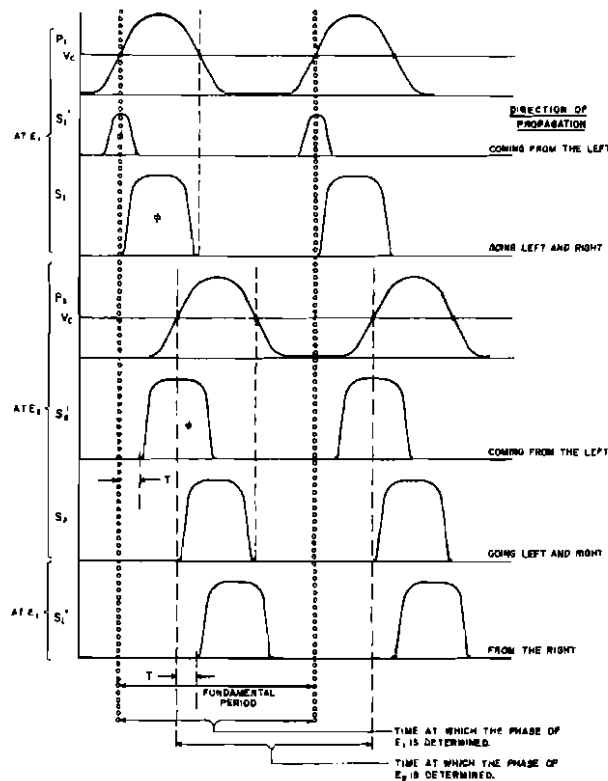 P₁
V_C
DIRECTION OF
PROPAGATION
S₁'
COMING FROM THE LEFT
AT E₁
S₁
φ
GOING LEFT AND RIGHT
P₂
V_C
AT E₂
S₂'
φ
COMING FROM THE LEFT
T
S₂
GOING LEFT AND RIGHT
AT E₁
S₁"
FROM THE RIGHT
T
FUNDAMENTAL
PERIOD
TIME AT WHICH THE PHASE OF
E₁ IS DETERMINED.
TIME AT WHICH THE PHASE OF
E₂ IS DETERMINED.